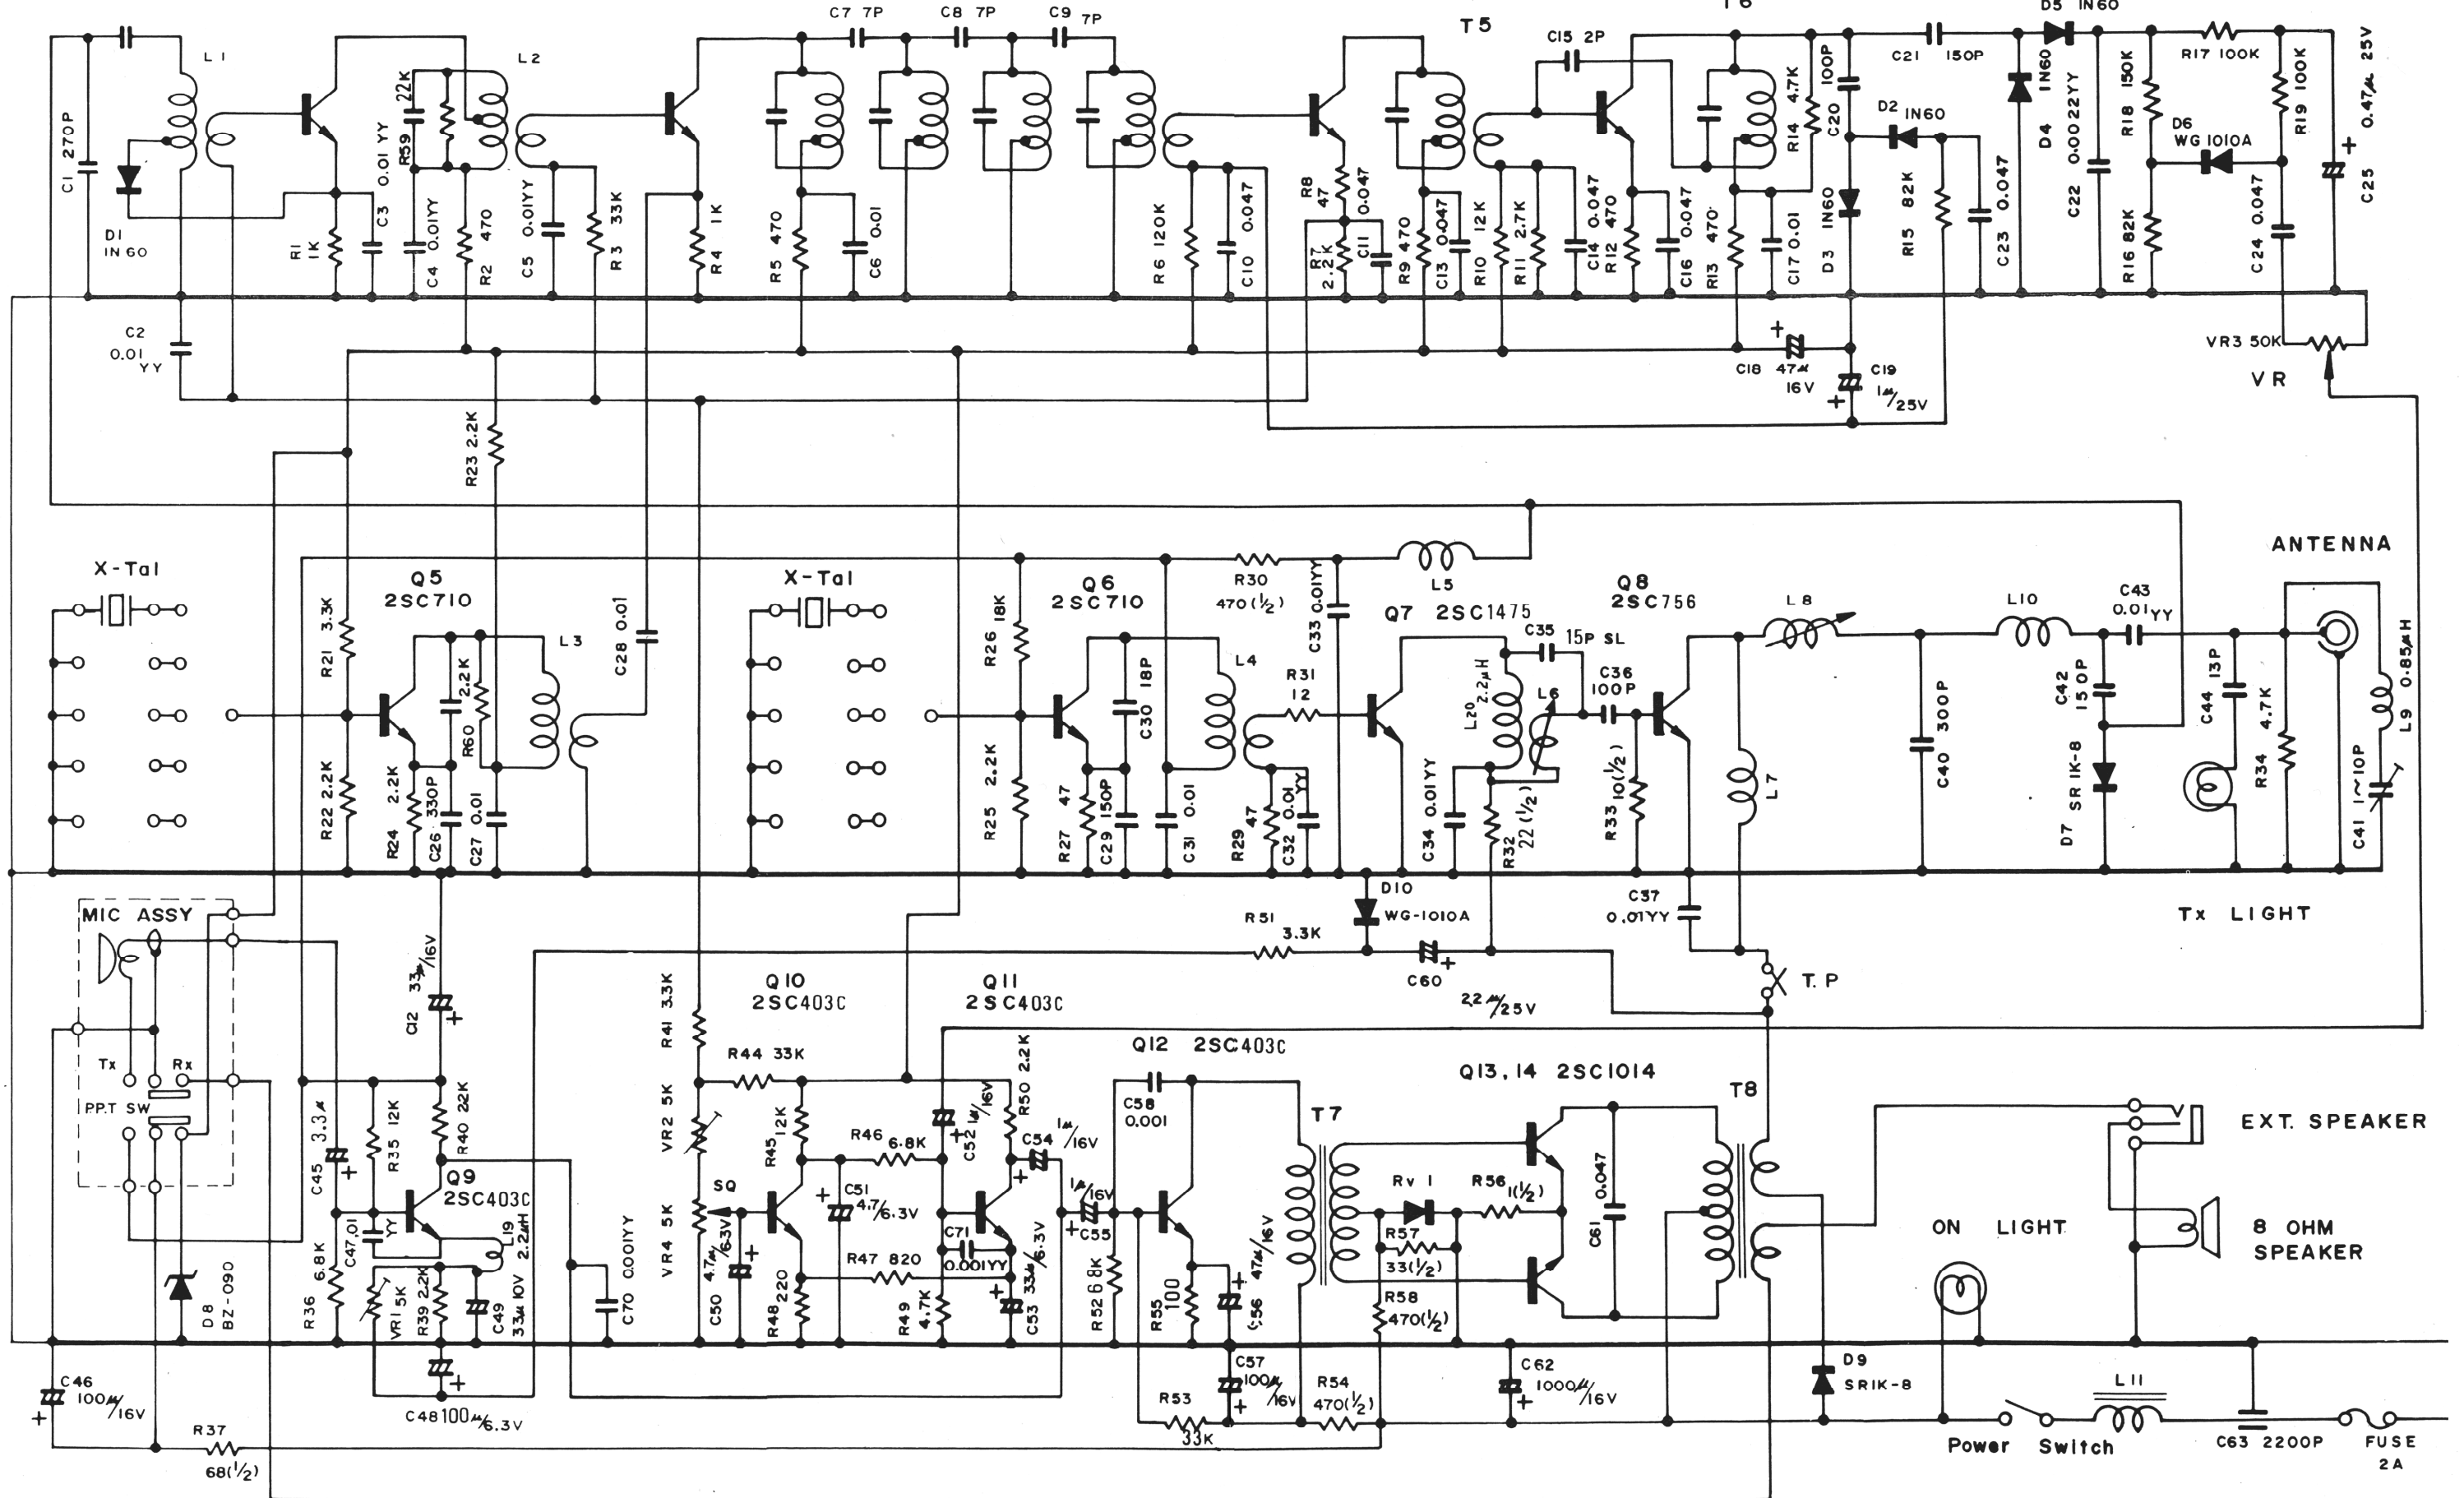 C7 7P
C8 7P
C9 7P
T5
T6
D5 IN60
L1
L2
C15 2P
C21 150P
R17 100K
C1 270P
22K
R59
0.01 YY
C3
R14 4.7K
100P
C20
D2 IN60
IN60
D4
0.0022YY
C22
R18 150K
D6
WG 1010A
R19 100K
0.47μ 25V
C25
D1
IN 60
R1
1K
C4 0.01YY
R2 470
C5 0.01YY
R3 33K
R4 1K
R5 470
C6 0.01
R6 120K
C10 0.047
R8
47
R7
2.2K
0.047
C11
R9 470
C13 0.047
R10 12K
R11 2.7K
C14 0.047
R12 470
C16 0.047
R13 470
C17 0.01
D3 IN60
R15 82K
C23 0.047
R16 82K
C24 0.047
C2
0.01
YY
R23 2.2K
C18 47μ
16V
C19
1μ/25V
VR3 50K
VR
ANTENNA
X-Tal
Q5
2SC710
R21 3.3K
L3
C28 0.01
X-Tal
R26 18K
Q6
2SC710
R30
470(½)
C33 0.01YY
L5
Q7 2SC1475
Q8
2SC756
L8
L10
C43
0.01YY
C35 15P SL
L4
R31
12
L20 2.2μH
L6
C36
100P
C30 18P
C42
150P
C44 13P
4.7K
R34
L9 0.85μH
2.2K
R60
R22 2.2K
R24 2.2K
C26 330P
C27 0.01
R25 2.2K
R27 47
C29 150P
C31 0.01
R29 47
C32 0.01
YY
C34 0.01YY
R32
22(½)
R33 10(½)
L7
C40 300P
D7 SR1K-8
C41 1~10P
MIC ASSY
D10
WG-1010A
C37
0.01YY
Tx LIGHT
R51
3.3K
33μ/16V
C12
C60
22μ/25V
T.P
Q10
2SC403C
Q11
2SC403C
R41 3.3K
Tx
Rx
P.P.T SW
R44 33K
R50 2.2K
Q12 2SC403C
Q13, 14 2SC1014
T8
C45 3.3μ
R35 12K
R40 22K
VR2 5K
R45
12K
R46
6.8K
C52 1μ/16V
C54
1μ/16V
C58
0.001
T7
EXT. SPEAKER
Q9
2SC403C
SQ
C51
4.7/6.3V
C55
1μ/16V
Rv 1
R56
1(½)
0.047
C61
ON LIGHT
8 OHM
SPEAKER
L19
2.2μH
R36 6.8K
C47.01
YY
VR4 5K
4.7μ/6.3V
C50
R47 820
C71
0.001YY
R57
33(½)
D8
BZ-090
VR1 5K
R39 2.2K
C49
33μ 10V
C70 0.001YY
R48
220
R49
4.7K
C53
33μ/6.3V
R52 68K
R55
100
C56
47μ/16V
R58
470(½)
C46
100μ/16V
C57
100μ/16V
C62
1000μ/16V
D9
SR1K-8
L11
C48 100μ/6.3V
R53
33K
R54
470(½)
R37
68(½)
Power Switch
C63 2200P
FUSE
2A